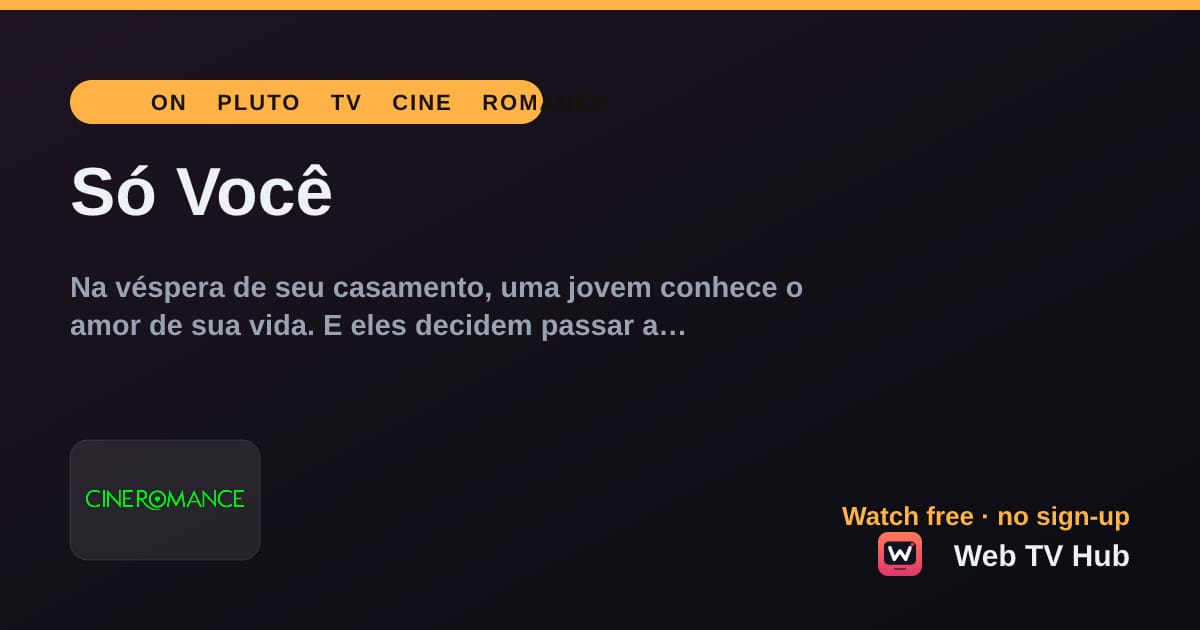 ON PLUTO TV CINE ROMANCE
Só Você
Na véspera de seu casamento, uma jovem conhece o
amor de sua vida. E eles decidem passar a...
CINEROMANCE
Watch free · no sign-up
Web TV Hub